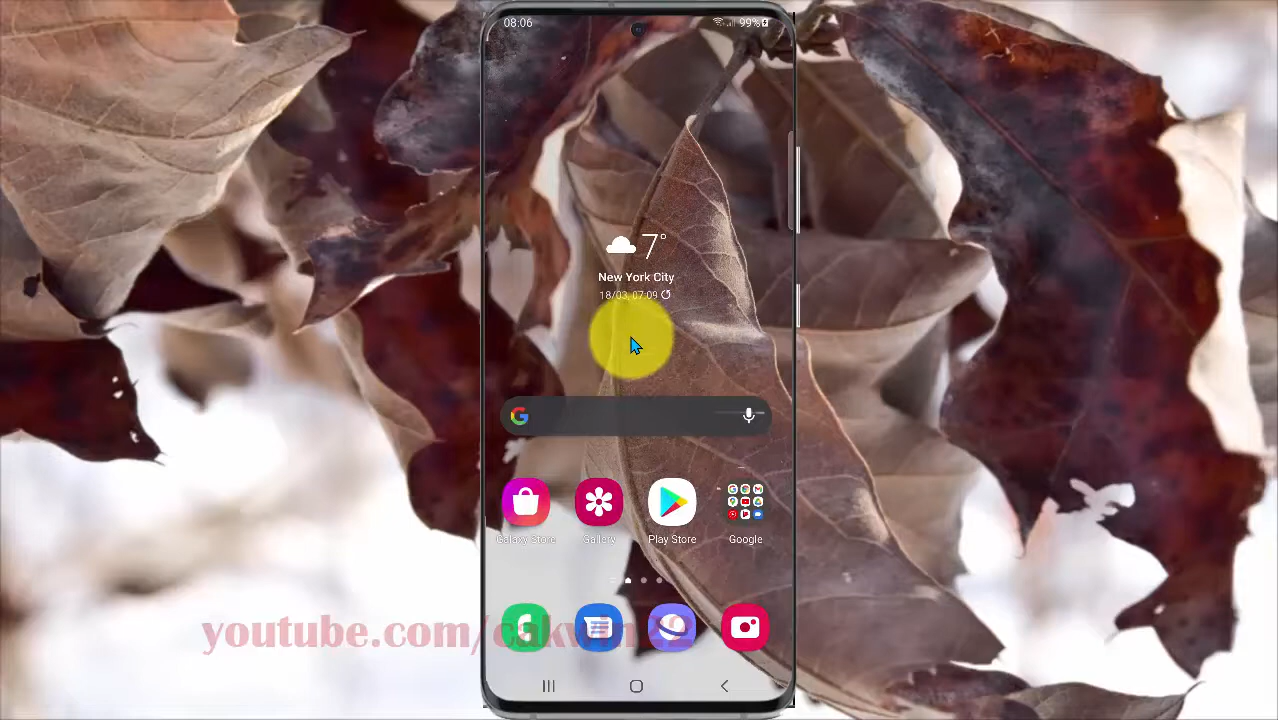 08:06
99%
7°
New York City
18/03, 07:09
Galaxy Store
Gallery
Play Store
Google
youtube.com/cakwin